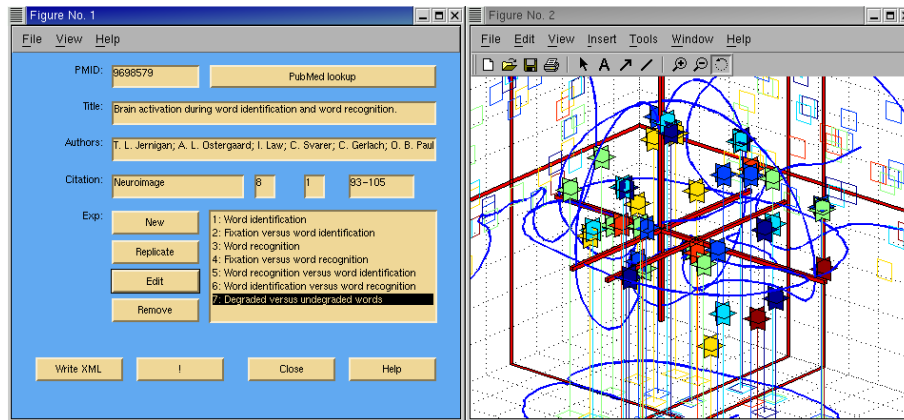 Figure No. 1
File View Help
PMID: 9698579 PubMed lookup
Title: Brain activation during word identification and word recognition.
Authors: T. L. Jernigan; A. L. Ostergaard; I. Law; C. Svarer; C. Gerlach; O. B. Paul
Citation: Neuroimage 8 1 93-105
Exp: New
Replicate
Edit
Remove
1: Word identification
2: Fixation versus word identification
3: Word recognition
4: Fixation versus word recognition
5: Word recognition versus word identification
6: Word identification versus word recognition
7: Degraded versus undegraded words
Write XML ! Close Help
Figure No. 2
File Edit View Insert Tools Window Help
A